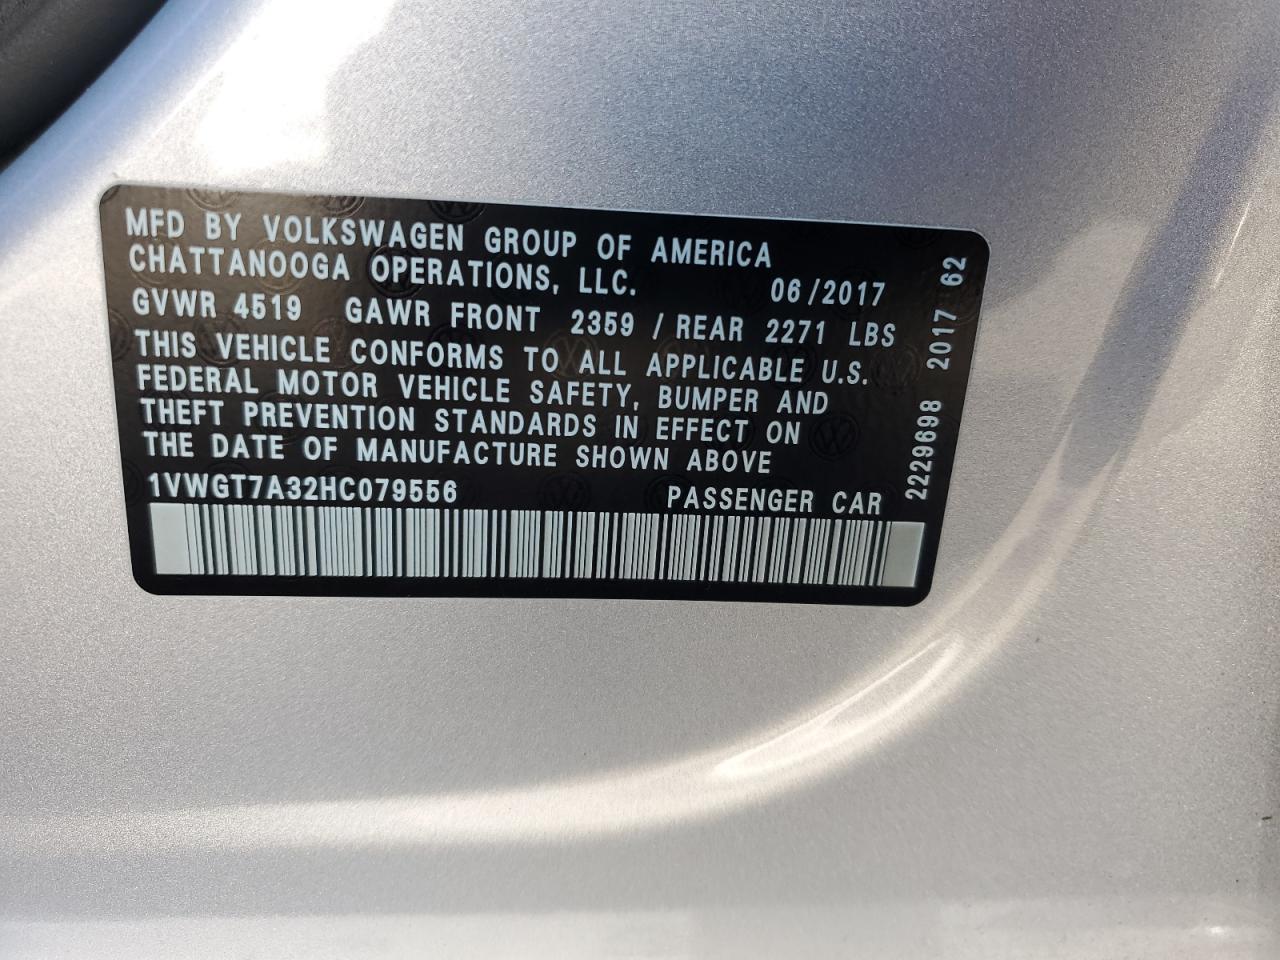 MFD BY VOLKSWAGEN GROUP OF AMERICA
CHATTANOOGA OPERATIONS, LLC. 06/2017
GVWR 4519 GAWR FRONT 2359 / REAR 2271 LBS
THIS VEHICLE CONFORMS TO ALL APPLICABLE U.S.
FEDERAL MOTOR VEHICLE SAFETY, BUMPER AND
THEFT PREVENTION STANDARDS IN EFFECT ON
THE DATE OF MANUFACTURE SHOWN ABOVE
1VWGT7A32HC079556 PASSENGER CAR
2229698 2017 62